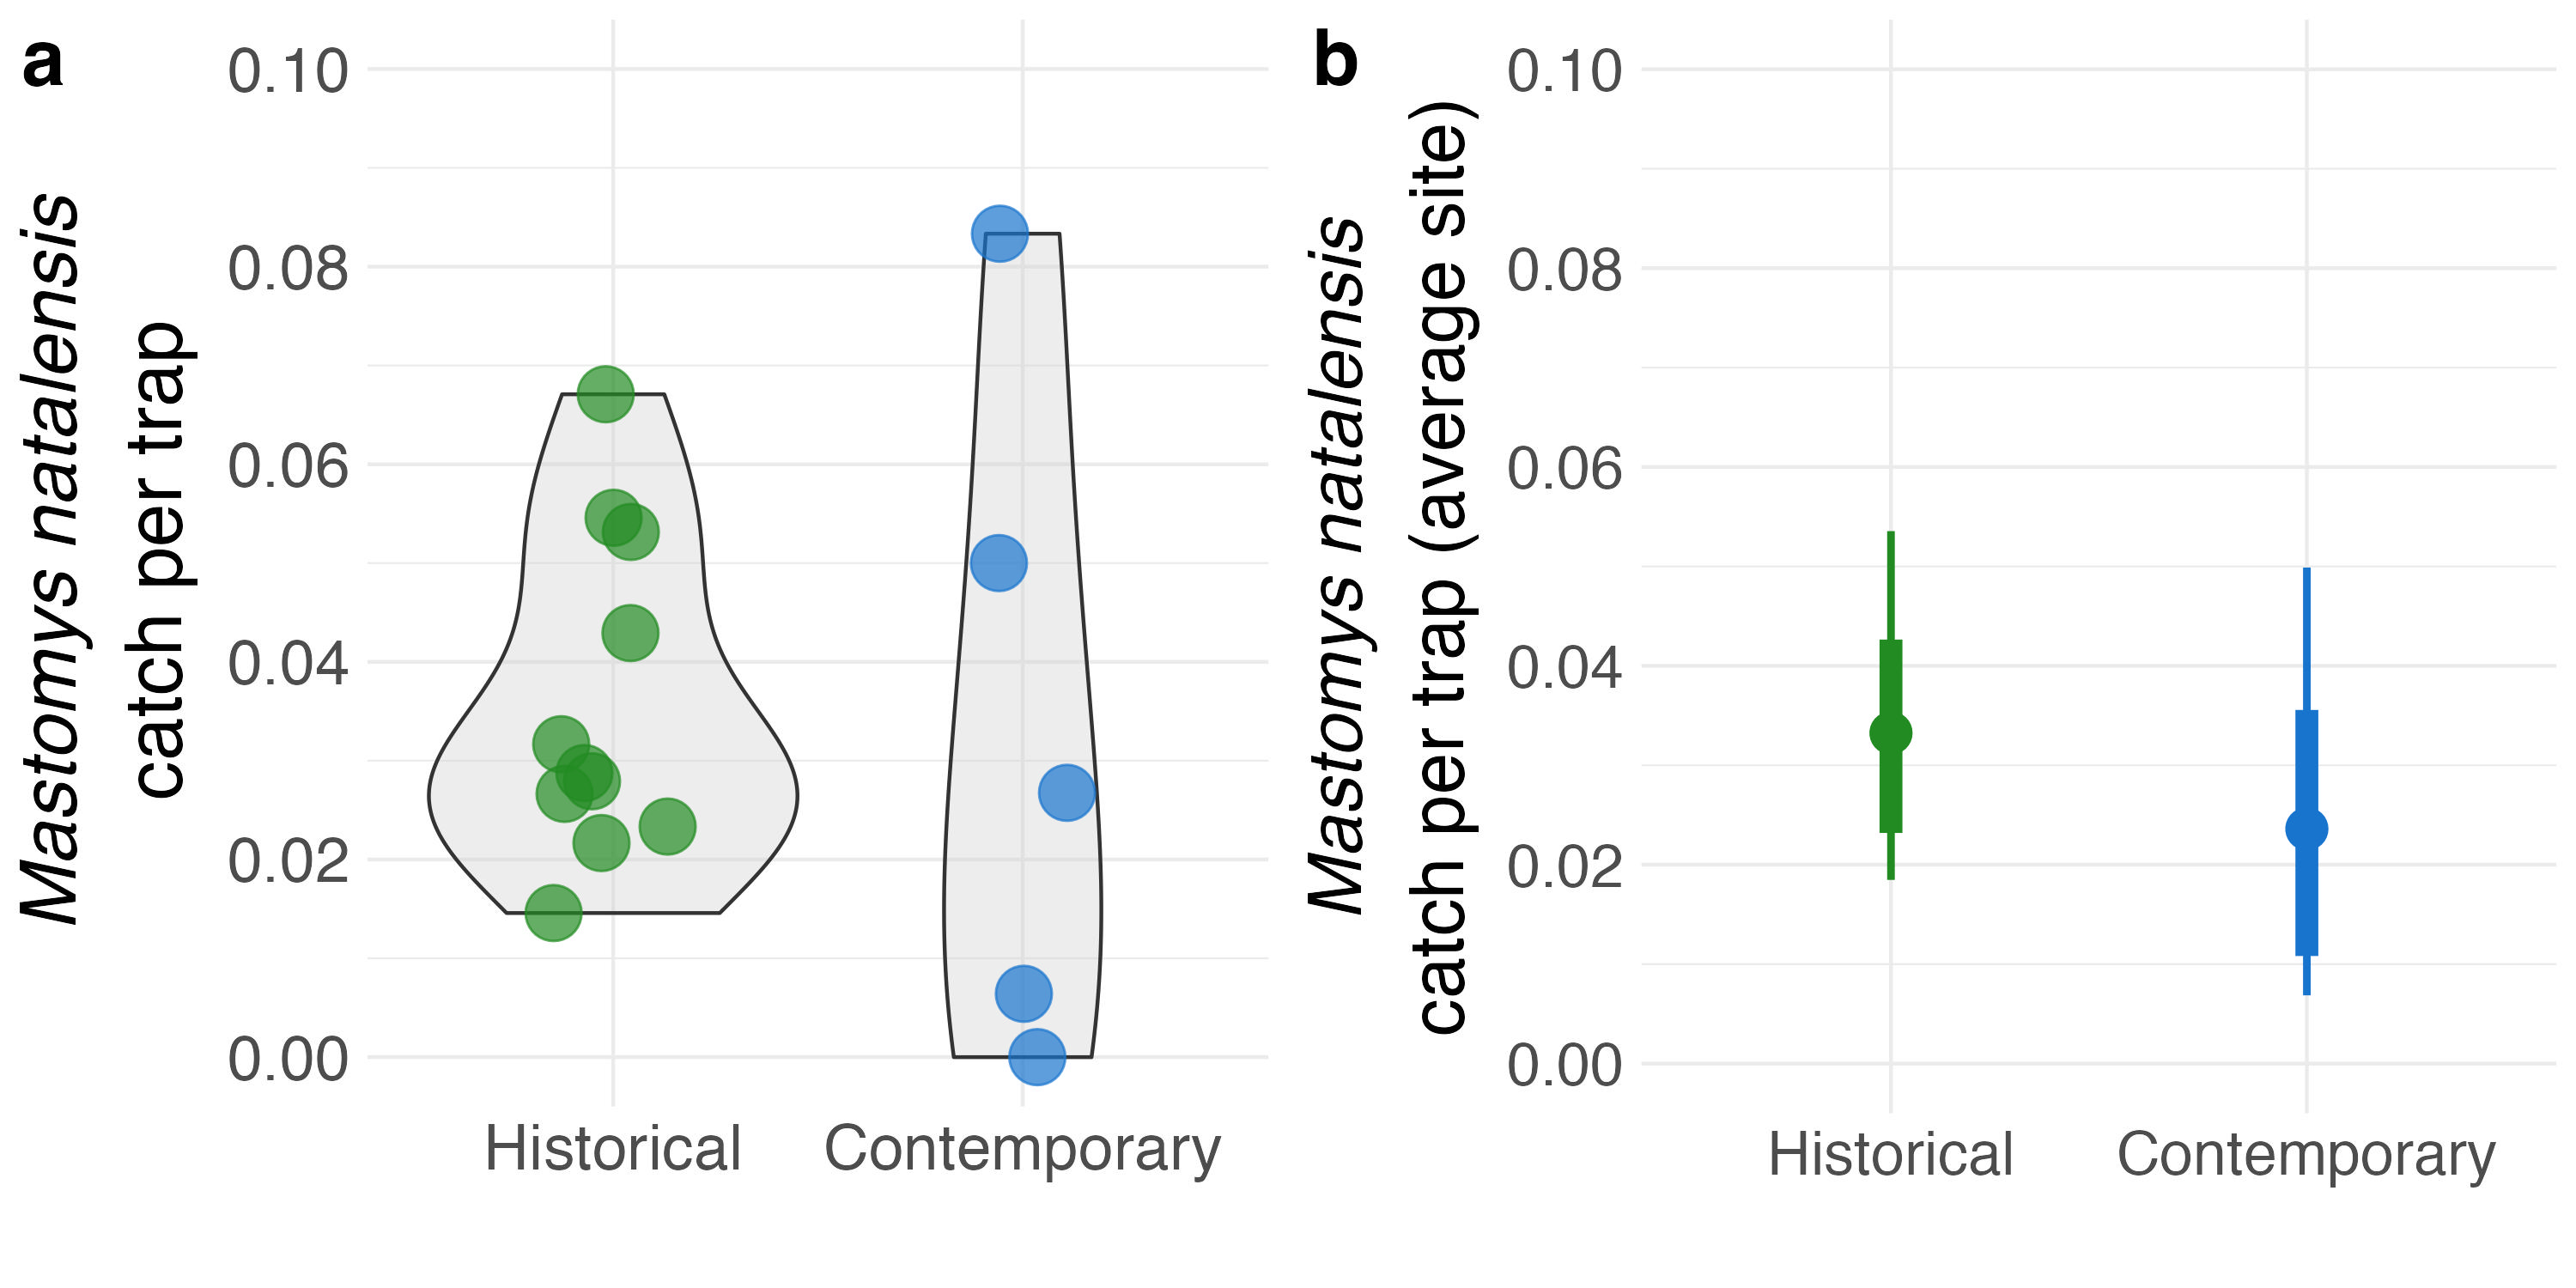 a
Mastomys natalensis
catch per trap
0.10
0.08
0.06
0.04
0.02
0.00
Historical
Contemporary
b
Mastomys natalensis
catch per trap (average site)
0.10
0.08
0.06
0.04
0.02
0.00
Historical
Contemporary